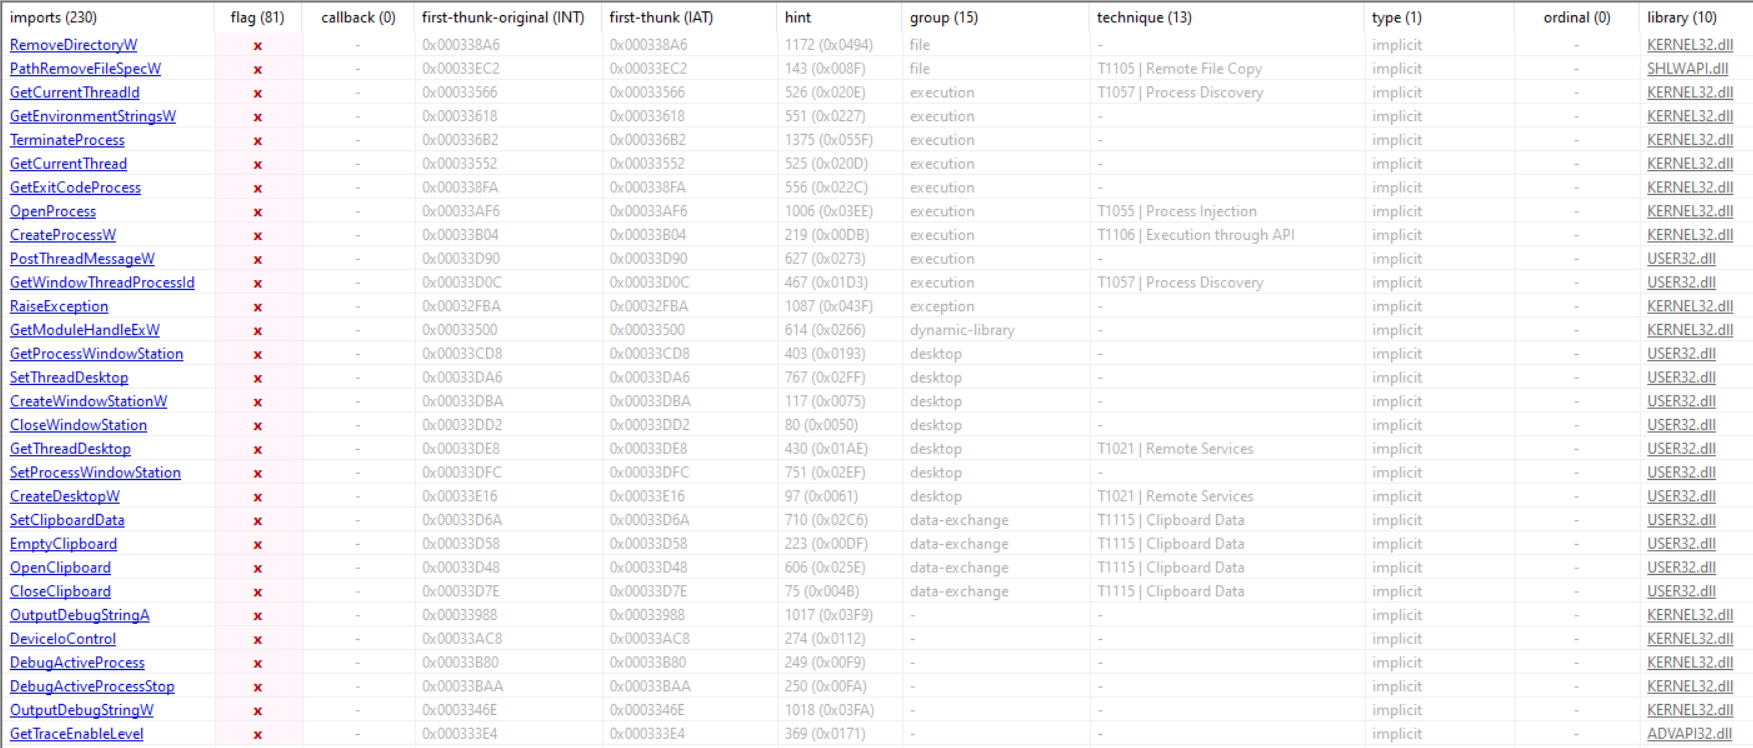 imports (230) flag (81) callback (0) first-thunk-original (INT) first-thunk (IAT) hint group (15) technique (13) type (1) ordinal (0) library (10)
RemoveDirectoryW x - 0x000338A6 0x000338A6 1172 (0x0494) file - implicit - KERNEL32.dll
PathRemoveFileSpecW x - 0x00033EC2 0x00033EC2 143 (0x008F) file T1105 | Remote File Copy implicit - SHLWAPI.dll
GetCurrentThreadId x - 0x00033566 0x00033566 526 (0x020E) execution T1057 | Process Discovery implicit - KERNEL32.dll
GetEnvironmentStringsW x - 0x00033618 0x00033618 551 (0x0227) execution - implicit - KERNEL32.dll
TerminateProcess x - 0x000336B2 0x000336B2 1375 (0x055F) execution - implicit - KERNEL32.dll
GetCurrentThread x - 0x00033552 0x00033552 525 (0x020D) execution - implicit - KERNEL32.dll
GetExitCodeProcess x - 0x000338FA 0x000338FA 556 (0x022C) execution - implicit - KERNEL32.dll
OpenProcess x - 0x00033AF6 0x00033AF6 1006 (0x03EE) execution T1055 | Process Injection implicit - KERNEL32.dll
CreateProcessW x - 0x00033B04 0x00033B04 219 (0x00DB) execution T1106 | Execution through API implicit - KERNEL32.dll
PostThreadMessageW x - 0x00033D90 0x00033D90 627 (0x0273) execution - implicit - USER32.dll
GetWindowThreadProcessId x - 0x00033D0C 0x00033D0C 467 (0x01D3) execution T1057 | Process Discovery implicit - USER32.dll
RaiseException x - 0x00032FBA 0x00032FBA 1087 (0x043F) exception - implicit - KERNEL32.dll
GetModuleHandleExW x - 0x00033500 0x00033500 614 (0x0266) dynamic-library - implicit - KERNEL32.dll
GetProcessWindowStation x - 0x00033CD8 0x00033CD8 403 (0x0193) desktop - implicit - USER32.dll
SetThreadDesktop x - 0x00033DA6 0x00033DA6 767 (0x02FF) desktop - implicit - USER32.dll
CreateWindowStationW x - 0x00033DBA 0x00033DBA 117 (0x0075) desktop - implicit - USER32.dll
CloseWindowStation x - 0x00033DD2 0x00033DD2 80 (0x0050) desktop - implicit - USER32.dll
GetThreadDesktop x - 0x00033DE8 0x00033DE8 430 (0x01AE) desktop T1021 | Remote Services implicit - USER32.dll
SetProcessWindowStation x - 0x00033DFC 0x00033DFC 751 (0x02EF) desktop - implicit - USER32.dll
CreateDesktopW x - 0x00033E16 0x00033E16 97 (0x0061) desktop T1021 | Remote Services implicit - USER32.dll
SetClipboardData x - 0x00033D6A 0x00033D6A 710 (0x02C6) data-exchange T1115 | Clipboard Data implicit - USER32.dll
EmptyClipboard x - 0x00033D58 0x00033D58 223 (0x00DF) data-exchange T1115 | Clipboard Data implicit - USER32.dll
OpenClipboard x - 0x00033D48 0x00033D48 606 (0x025E) data-exchange T1115 | Clipboard Data implicit - USER32.dll
CloseClipboard x - 0x00033D7E 0x00033D7E 75 (0x004B) data-exchange T1115 | Clipboard Data implicit - USER32.dll
OutputDebugStringA x - 0x00033988 0x00033988 1017 (0x03F9) - - implicit - KERNEL32.dll
DeviceIoControl x - 0x00033AC8 0x00033AC8 274 (0x0112) - - implicit - KERNEL32.dll
DebugActiveProcess x - 0x00033B80 0x00033B80 249 (0x00F9) - - implicit - KERNEL32.dll
DebugActiveProcessStop x - 0x00033BAA 0x00033BAA 250 (0x00FA) - - implicit - KERNEL32.dll
OutputDebugStringW x - 0x0003346E 0x0003346E 1018 (0x03FA) - - implicit - KERNEL32.dll
GetTraceEnableLevel x - 0x000333E4 0x000333E4 369 (0x0171) - - implicit - ADVAPI32.dll